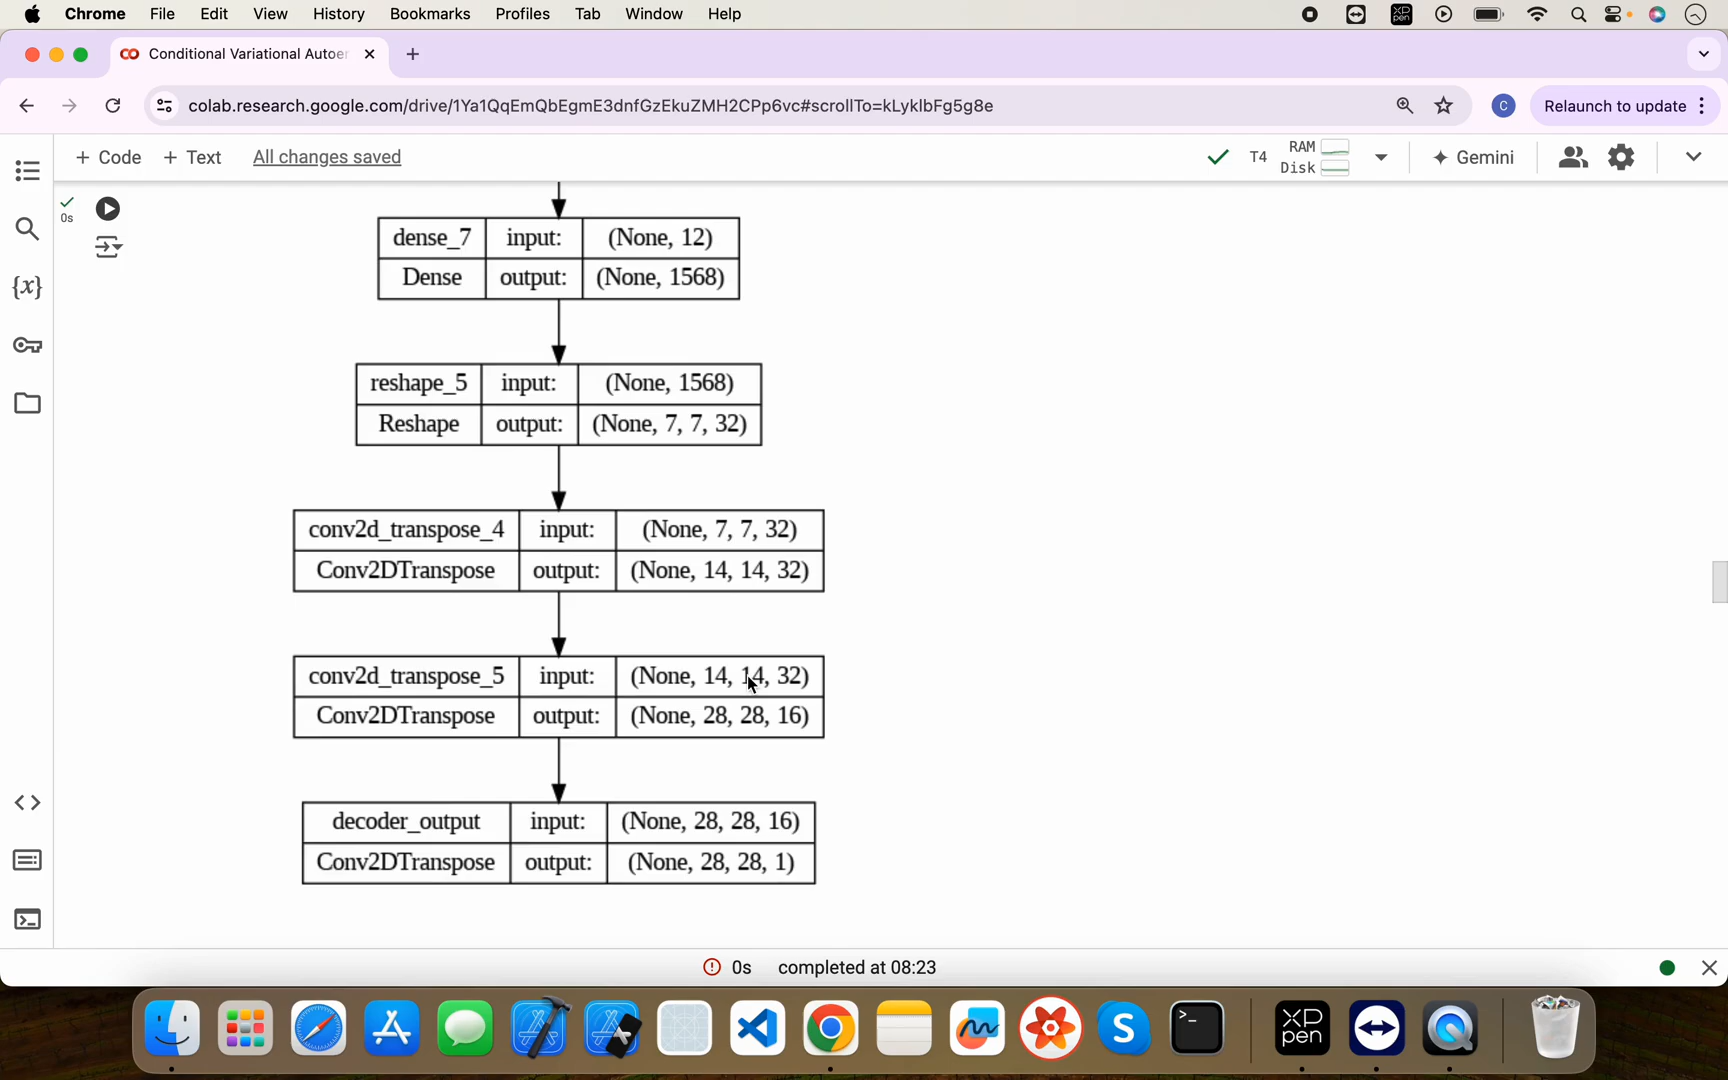 Chrome File Edit View History Bookmarks Profiles Tab Window Help
Conditional Variational Autoer
colab.research.google.com/drive/1Ya1QqEmQbEgmE3dnfGzEkuZMH2CPp6vc#scrollTo=kLyklbFg5g8e
C
Relaunch to update
+ Code + Text All changes saved
T4 RAM Disk
Gemini
0s
{x}
dense_7 input: (None, 12)
Dense output: (None, 1568)
reshape_5 input: (None, 1568)
Reshape output: (None, 7, 7, 32)
conv2d_transpose_4 input: (None, 7, 7, 32)
Conv2DTranspose output: (None, 14, 14, 32)
conv2d_transpose_5 input: (None, 14, 14, 32)
Conv2DTranspose output: (None, 28, 28, 16)
decoder_output input: (None, 28, 28, 16)
Conv2DTranspose output: (None, 28, 28, 1)
0s completed at 08:23
XP
pen